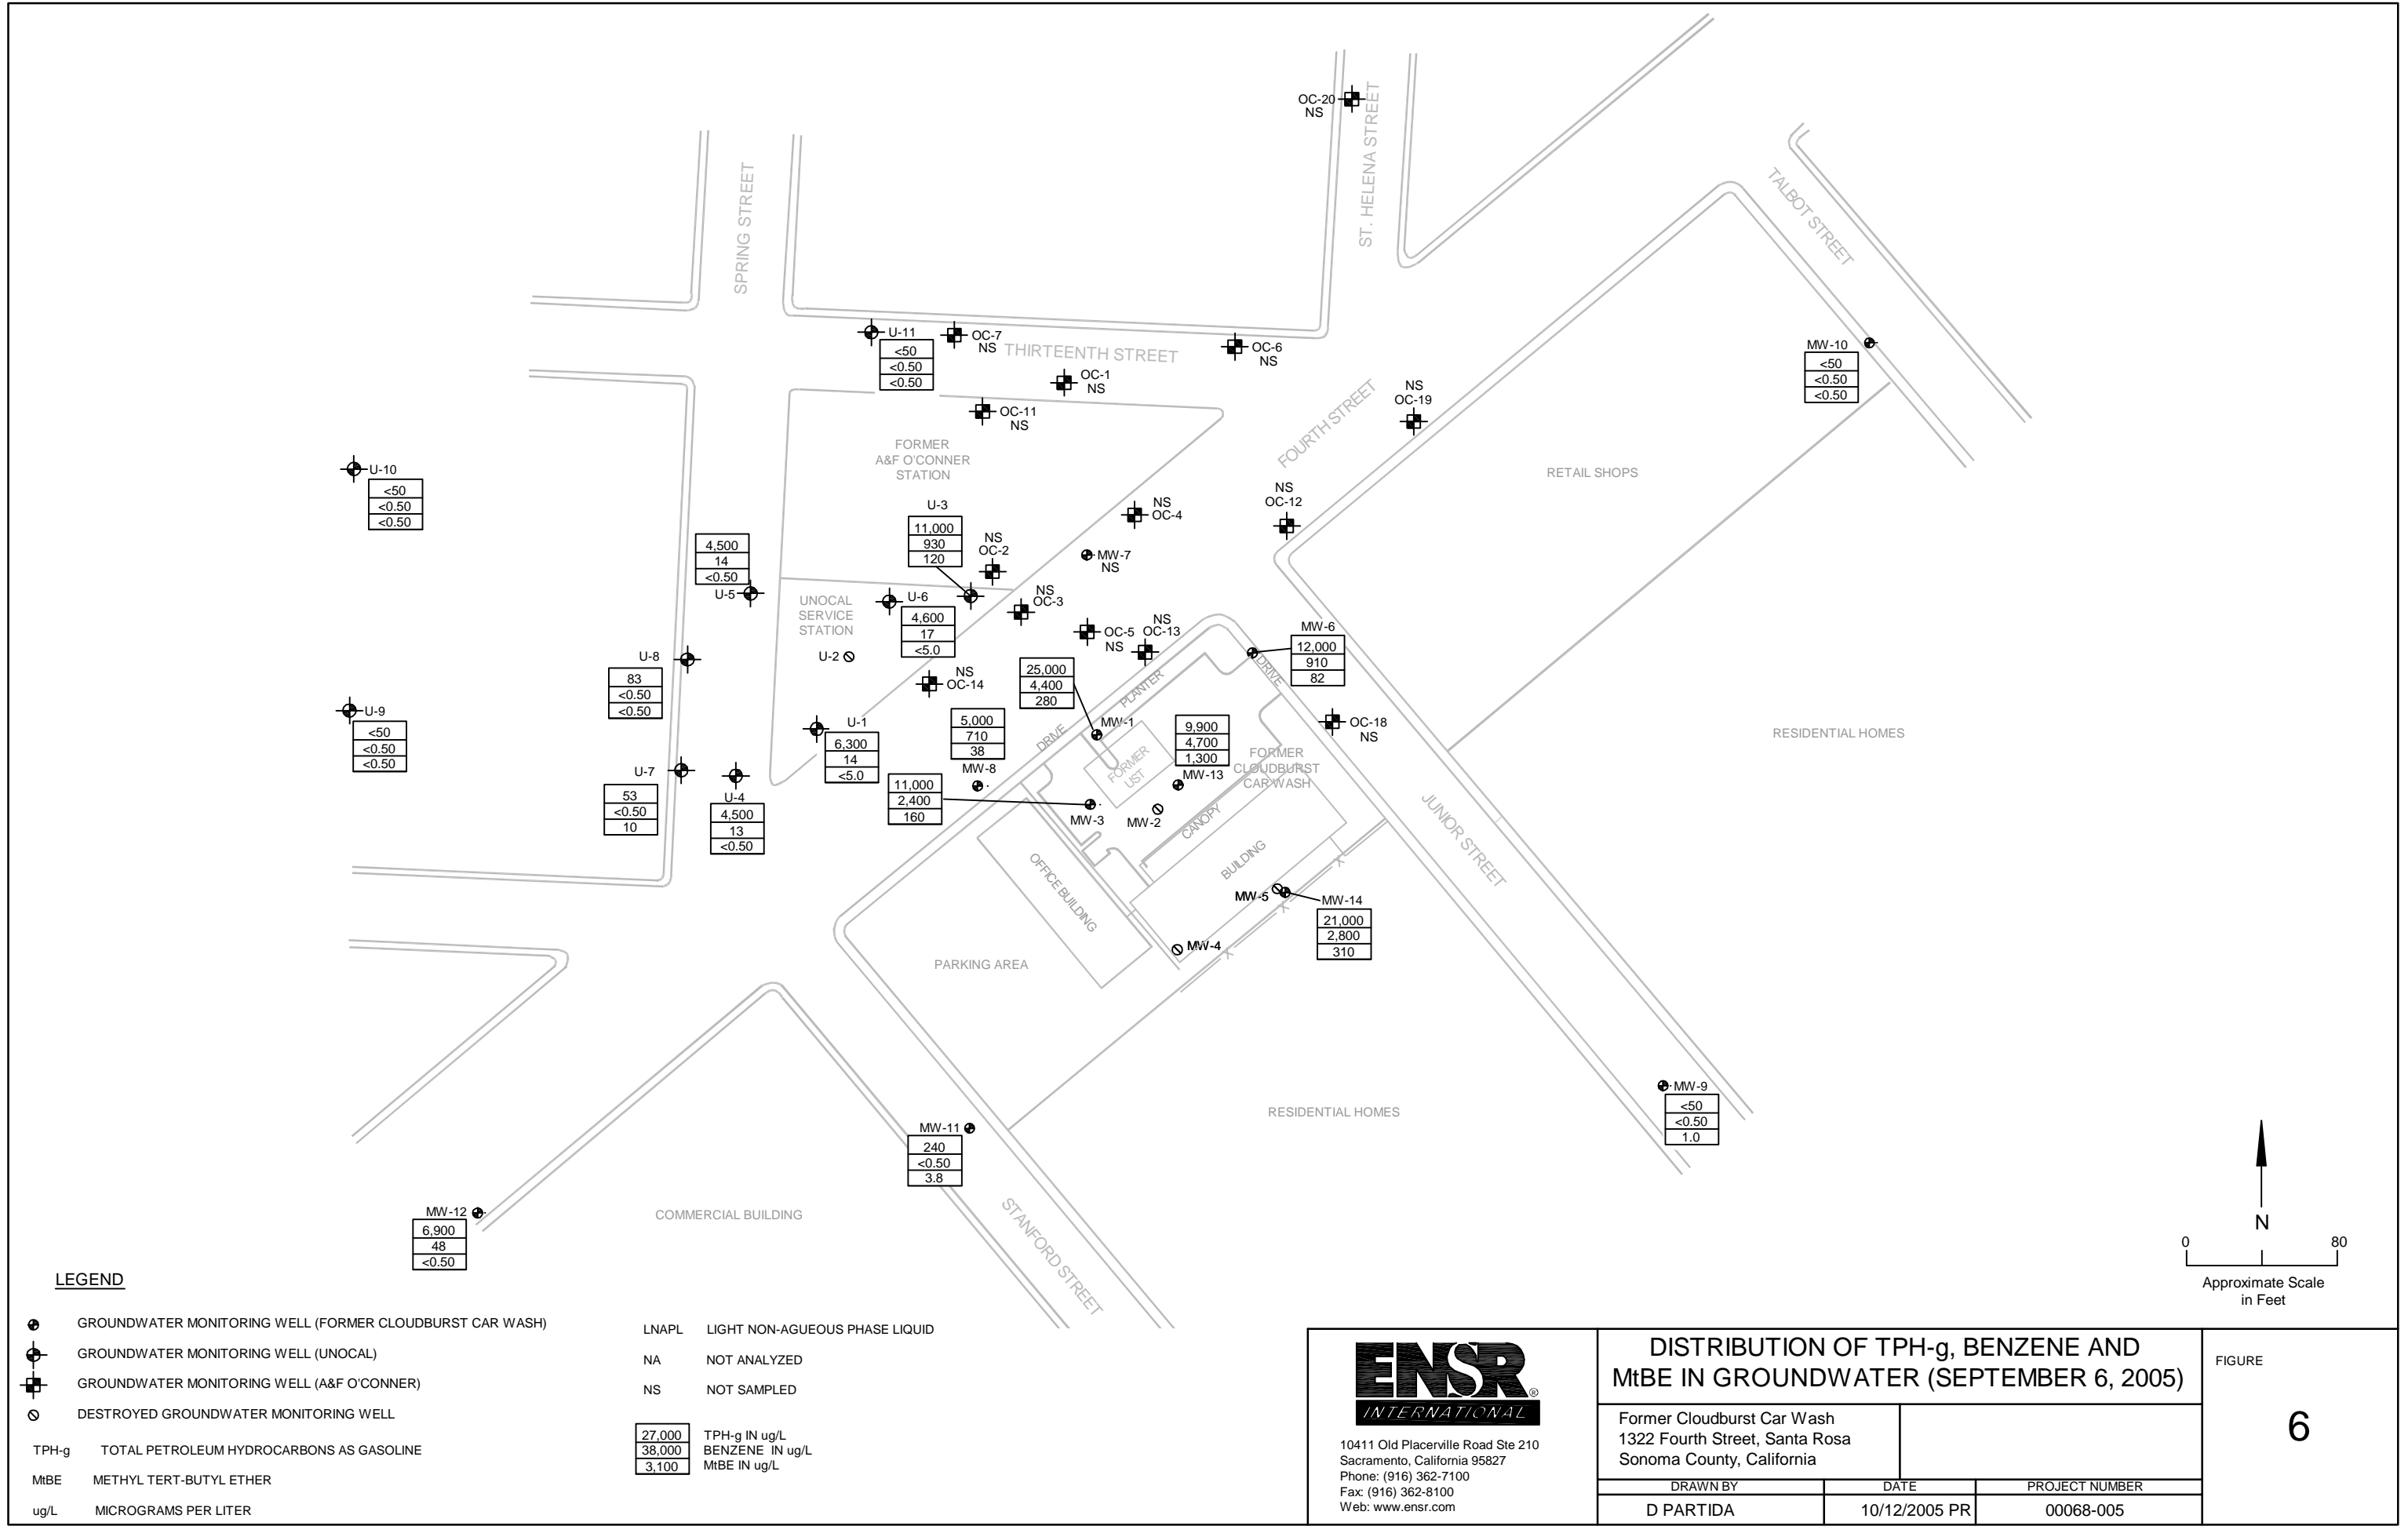 OC-20
NS
ST. HELENA STREET
SPRING STREET
TALBOT STREET
U-11
<50
<0.50
<0.50
OC-7
NS
THIRTEENTH STREET
OC-6
NS
MW-10
<50
<0.50
<0.50
OC-1
NS
OC-11
NS
NS
OC-19
FOURTH STREET
FORMER
A&F O'CONNER
STATION
RETAIL SHOPS
U-10
<50
<0.50
<0.50
U-3
11,000
930
120
NS
OC-12
NS
OC-4
NS
OC-2
MW-7
NS
4,500
14
<0.50
U-5
UNOCAL
SERVICE
STATION
U-6
4,600
17
<5.0
NS
OC-3
OC-5
NS
NS
OC-13
MW-6
12,000
910
82
U-2
U-8
83
<0.50
<0.50
NS
OC-14
25,000
4,400
280
PLANTER
DRIVE
U-9
<50
<0.50
<0.50
U-1
6,300
14
<5.0
5,000
710
38
MW-8
DRIVE
MW-1
9,900
4,700
1,300
MW-13
OC-18
NS
FORMER
CLOUDBURST
CAR WASH
FORMER
UST
RESIDENTIAL HOMES
U-7
53
<0.50
10
U-4
4,500
13
<0.50
11,000
2,400
160
MW-3
MW-2
CANOPY
JUNIOR STREET
BUILDING
OFFICE BUILDING
MW-5
X
MW-14
21,000
2,800
310
X
MW-4
X
PARKING AREA
MW-9
<50
<0.50
1.0
RESIDENTIAL HOMES
MW-11
240
<0.50
3.8
MW-12
6,900
48
<0.50
COMMERCIAL BUILDING
STANFORD STREET
N
0 80
Approximate Scale
in Feet
LEGEND
GROUNDWATER MONITORING WELL (FORMER CLOUDBURST CAR WASH)
GROUNDWATER MONITORING WELL (UNOCAL)
GROUNDWATER MONITORING WELL (A&F O'CONNER)
DESTROYED GROUNDWATER MONITORING WELL
TPH-g TOTAL PETROLEUM HYDROCARBONS AS GASOLINE
MtBE METHYL TERT-BUTYL ETHER
ug/L MICROGRAMS PER LITER
LNAPL LIGHT NON-AGUEOUS PHASE LIQUID
NA NOT ANALYZED
NS NOT SAMPLED
27,000 TPH-g IN ug/L
38,000 BENZENE IN ug/L
3,100 MtBE IN ug/L
ENSR®
INTERNATIONAL
10411 Old Placerville Road Ste 210
Sacramento, California 95827
Phone: (916) 362-7100
Fax: (916) 362-8100
Web: www.ensr.com
DISTRIBUTION OF TPH-g, BENZENE AND
MtBE IN GROUNDWATER (SEPTEMBER 6, 2005)
Former Cloudburst Car Wash
1322 Fourth Street, Santa Rosa
Sonoma County, California
DRAWN BY DATE PROJECT NUMBER
D PARTIDA 10/12/2005 PR 00068-005
FIGURE
6